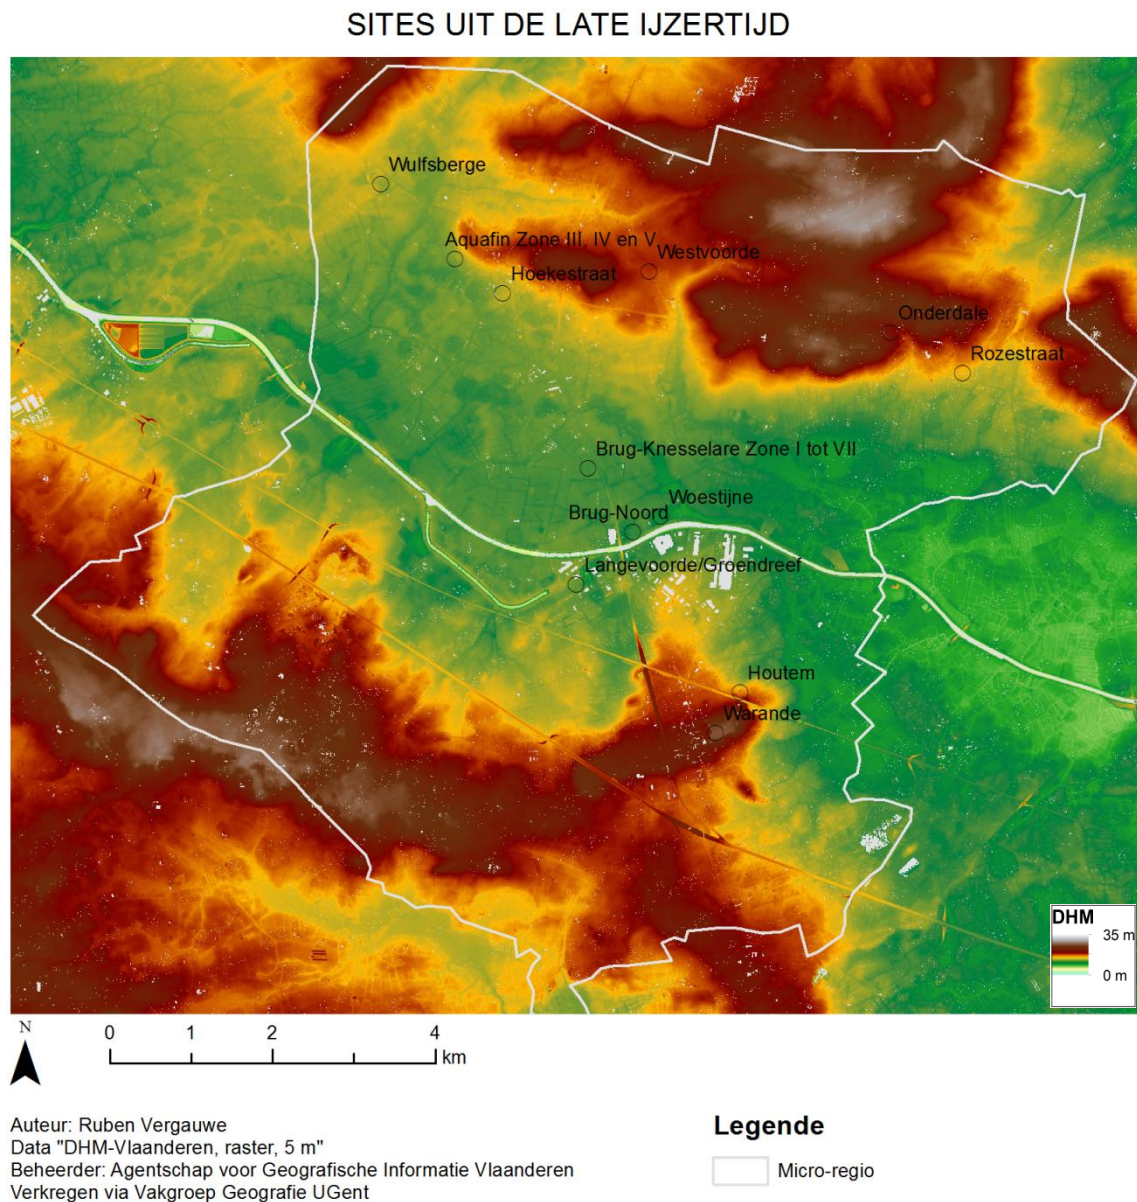 SITES UIT DE LATE IJZERTIJD
Wulfsberge
Aquafin Zone III, IV en V
Westvoorde
Hoekestraat
Onderdale
Rozestraat
Brug-Knesselare Zone I tot VII
Woestijne
Brug-Noord
Langevoorde/Groendreef
Houtem
Warande
DHM
35 m
0 m
N
0 1 2 4
km
Auteur: Ruben Vergauwe
Data "DHM-Vlaanderen, raster, 5 m"
Beheerder: Agentschap voor Geografische Informatie Vlaanderen
Verkregen via Vakgroep Geografie UGent
Legende
Micro-regio